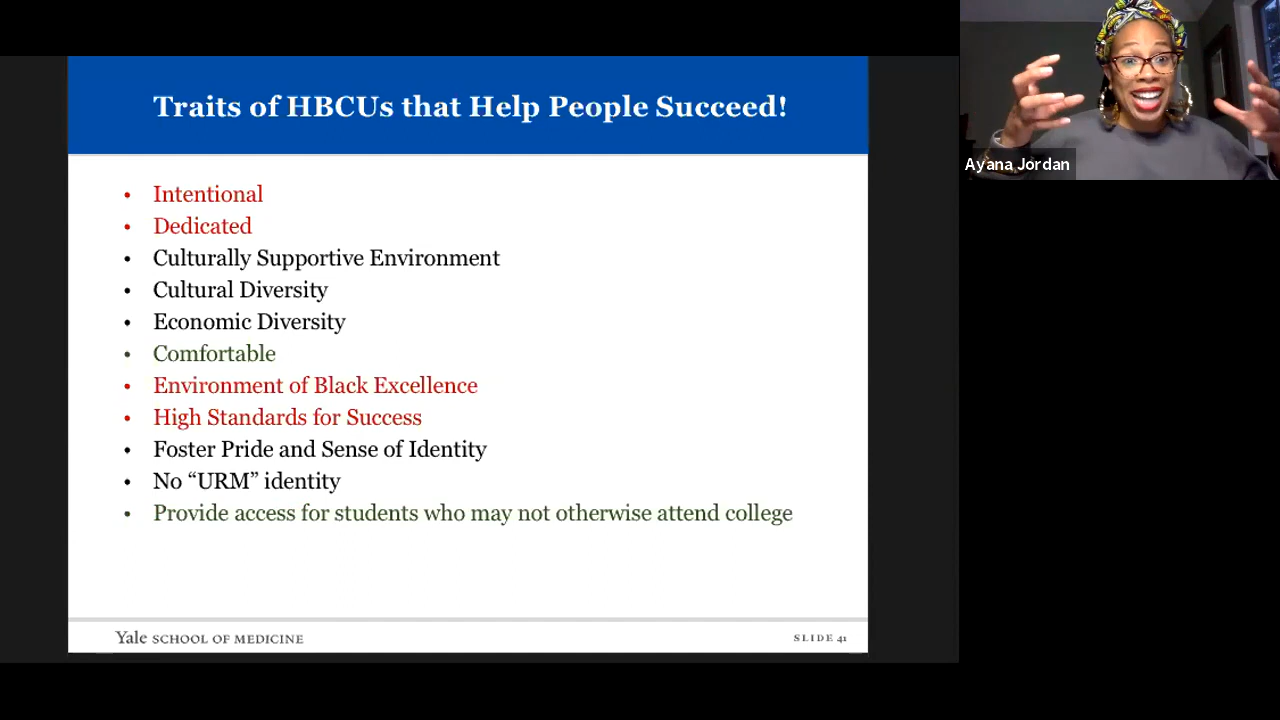 Traits of HBCUs that Help People Succeed!
• Intentional
• Dedicated
• Culturally Supportive Environment
• Cultural Diversity
• Economic Diversity
• Comfortable
• Environment of Black Excellence
• High Standards for Success
• Foster Pride and Sense of Identity
• No “URM” identity
• Provide access for students who may not otherwise attend college
Yale SCHOOL OF MEDICINE
SLIDE 41
Ayana Jordan